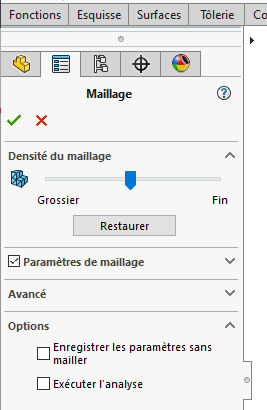 Fonctions Esquisse Surfaces Tôlerie Co
Maillage
Densité du maillage
Grossier Fin
Restaurer
Paramètres de maillage
Avancé
Options
Enregistrer les paramètres sans
mailler
Exécuter l'analyse